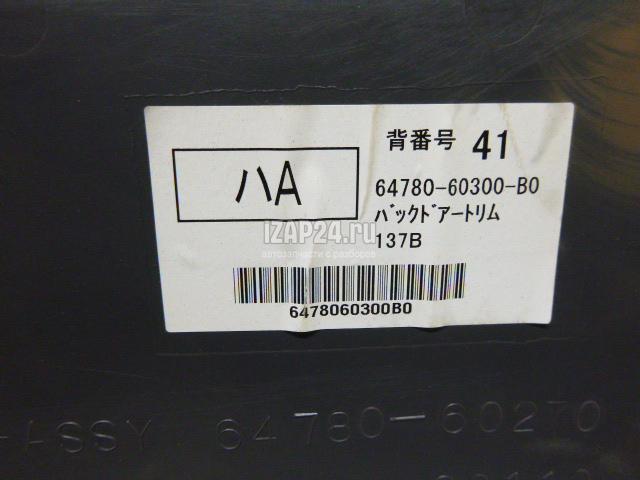 ハA
背番号 41
64780-60300-B0
バックドアートリム
137B
IZAP24.ru
автозапчасти с разборов
6478060300B0
ASSY 64780-60270